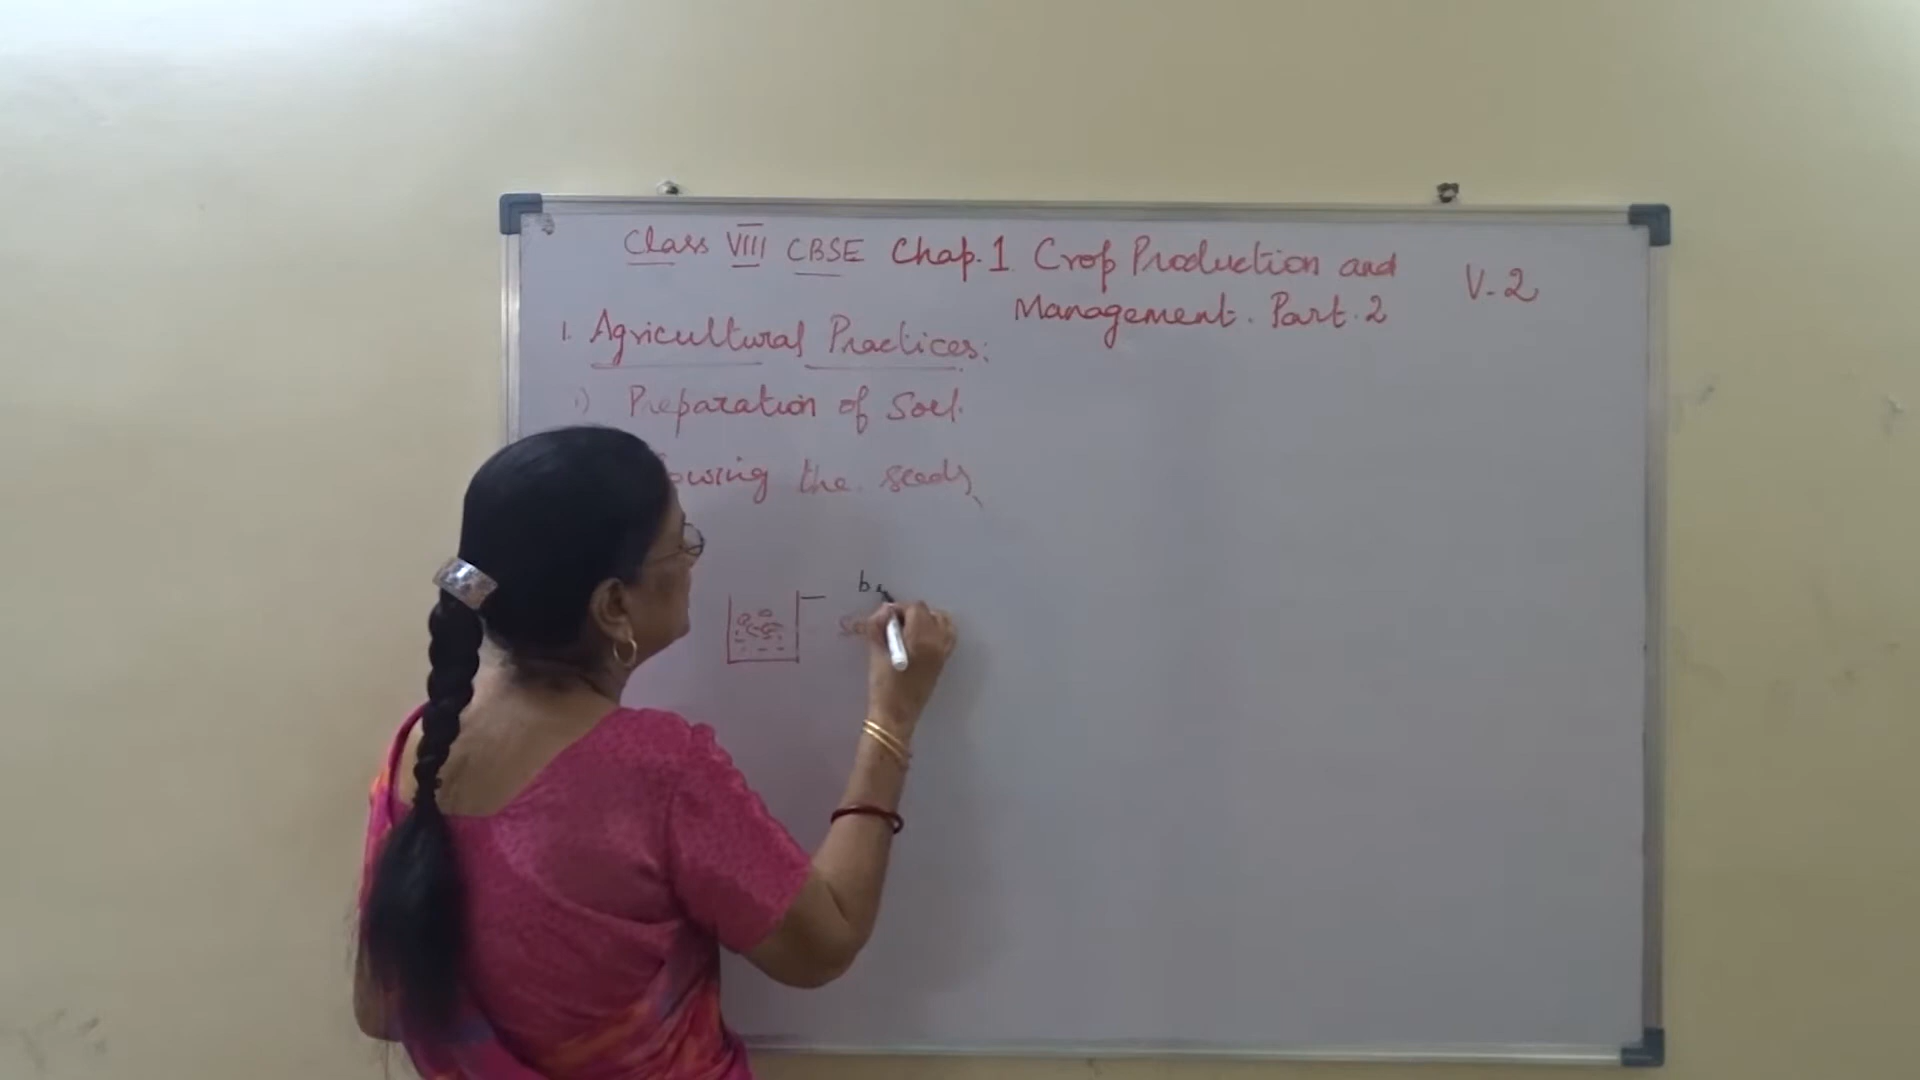 Class VIII CBSE Chap. 1 Crop Production and
Management. Part. 2
V. 2
1. Agricultural Practices:
i) Preparation of Soil.
the seeds